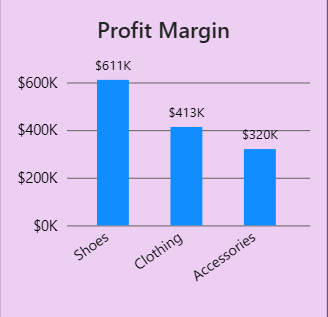 Profit Margin
$611K
$600K
$413K
$400K
$320K
$200K
$0K
Shoes
Clothing
Accessories